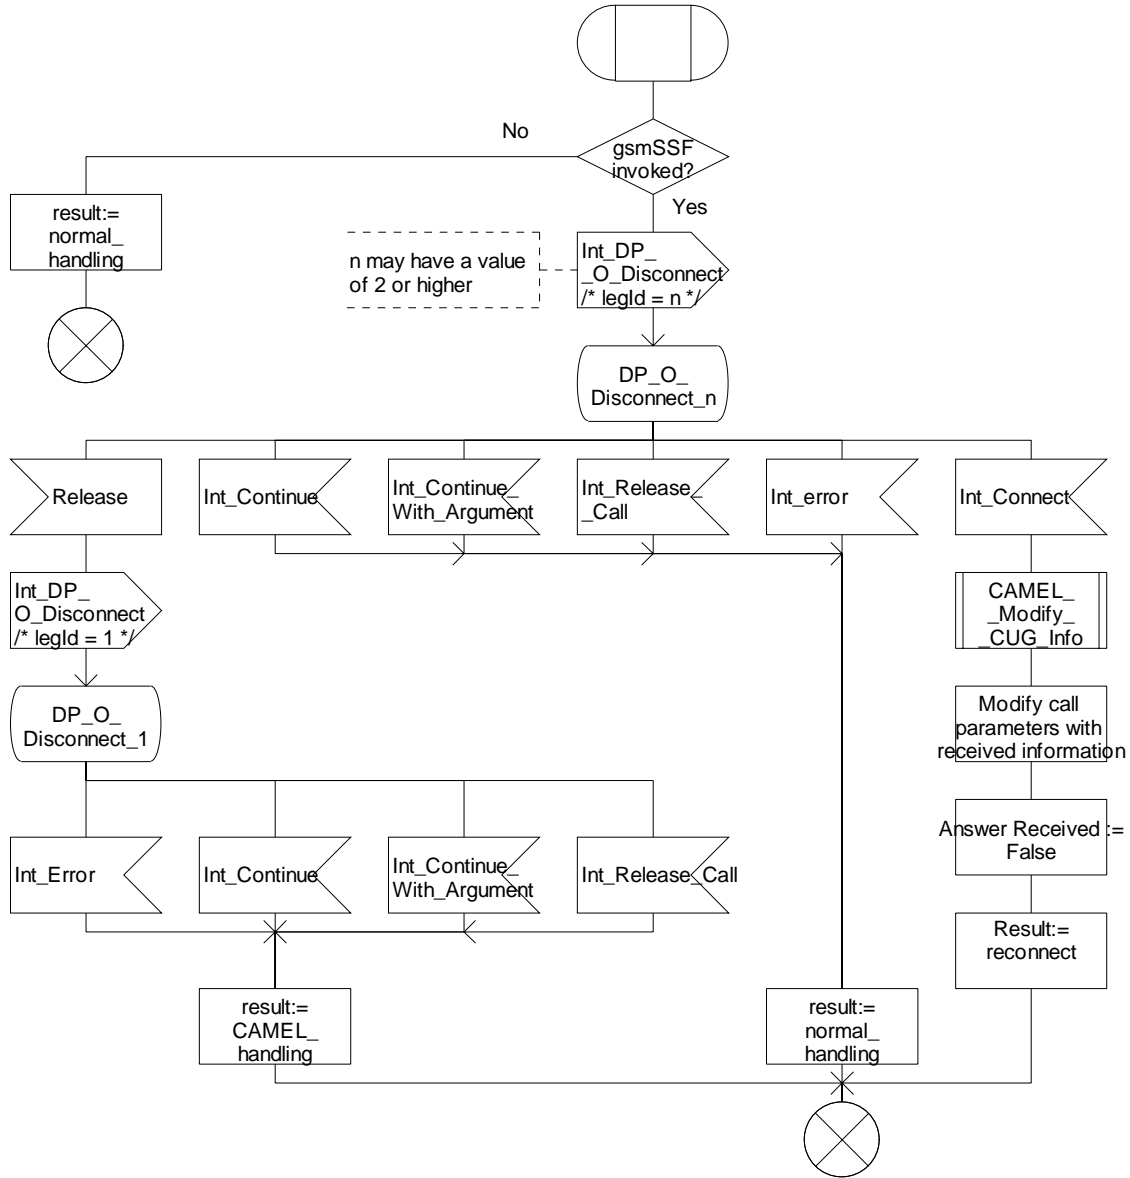 No
gsmSSF
invoked?
Yes
result:=
normal_
handling
n may have a value
of 2 or higher
Int_DP_
_O_Disconnect
/* legId = n */
DP_O_
Disconnect_n
Release
Int_Continue
Int_Continue_
With_Argument
Int_Release_
_Call
Int_error
Int_Connect
Int_DP_
O_Disconnect
/* legId = 1 */
CAMEL_
_Modify_
_CUG_Info
DP_O_
Disconnect_1
Modify call
parameters with
received information
Answer Received :=
False
Int_Error
Int_Continue
Int_Continue_
With_Argument
Int_Release_Call
Result:=
reconnect
result:=
CAMEL_
handling
result:=
normal_
handling